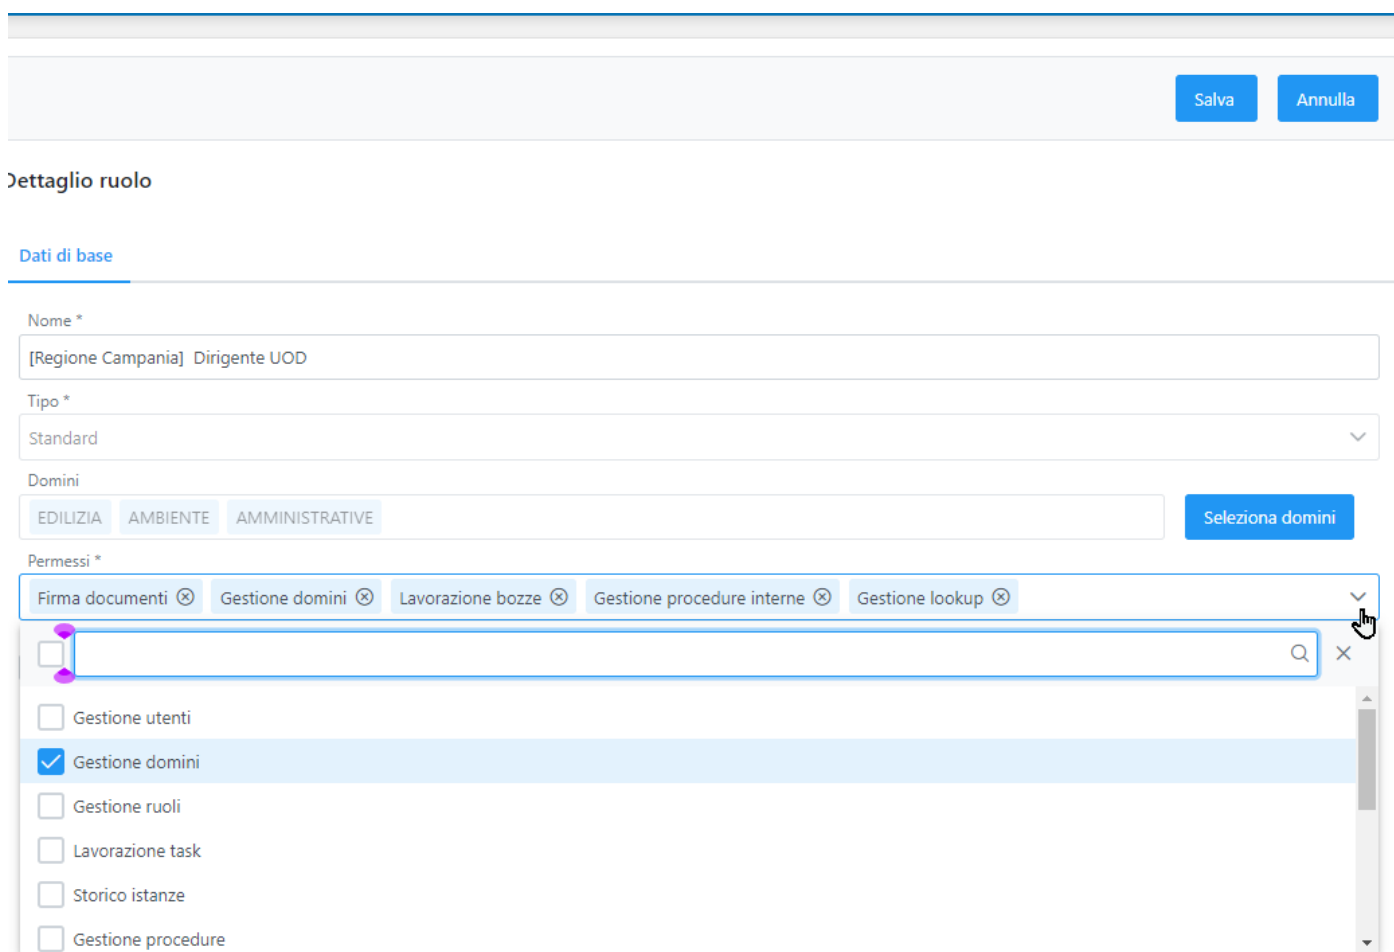 Salva Annulla
Dettaglio ruolo
Dati di base
Nome *
[Regione Campania] Dirigente UOD
Tipo *
Standard
Domini
EDILIZIA AMBIENTE AMMINISTRATIVE Seleziona domini
Permessi *
Firma documenti Gestione domini Lavorazione bozze Gestione procedure interne Gestione lookup
Gestione utenti
Gestione domini
Gestione ruoli
Lavorazione task
Storico istanze
Gestione procedure